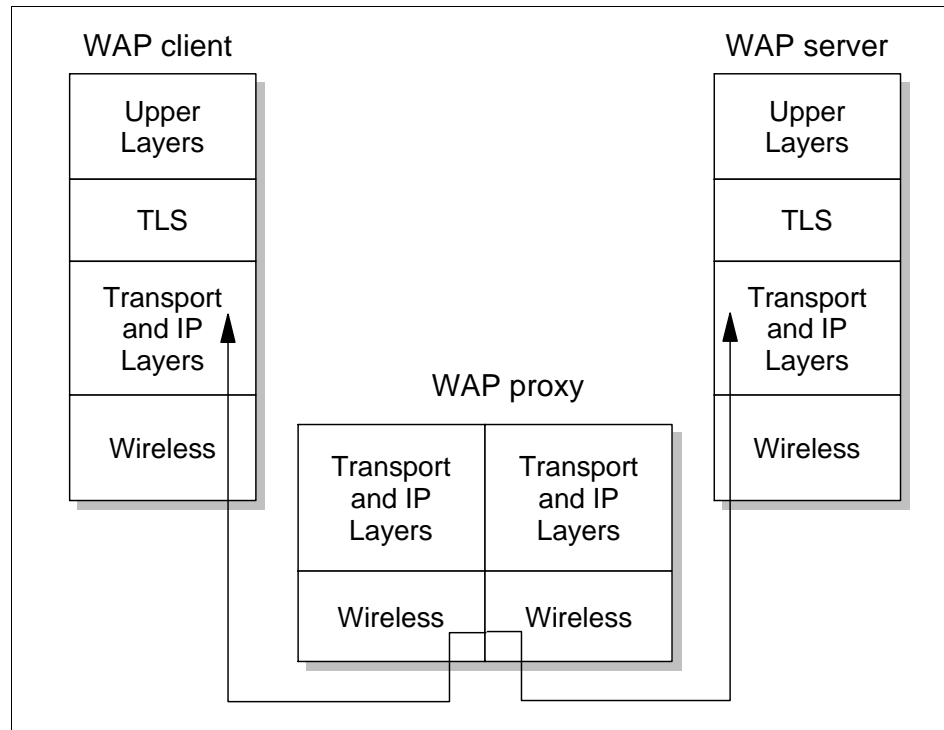 WAP client
WAP server
Upper
Layers
TLS
Transport
and IP
Layers
Wireless
Upper
Layers
TLS
Transport
and IP
Layers
Wireless
WAP proxy
Transport
and IP
Layers
Transport
and IP
Layers
Wireless
Wireless